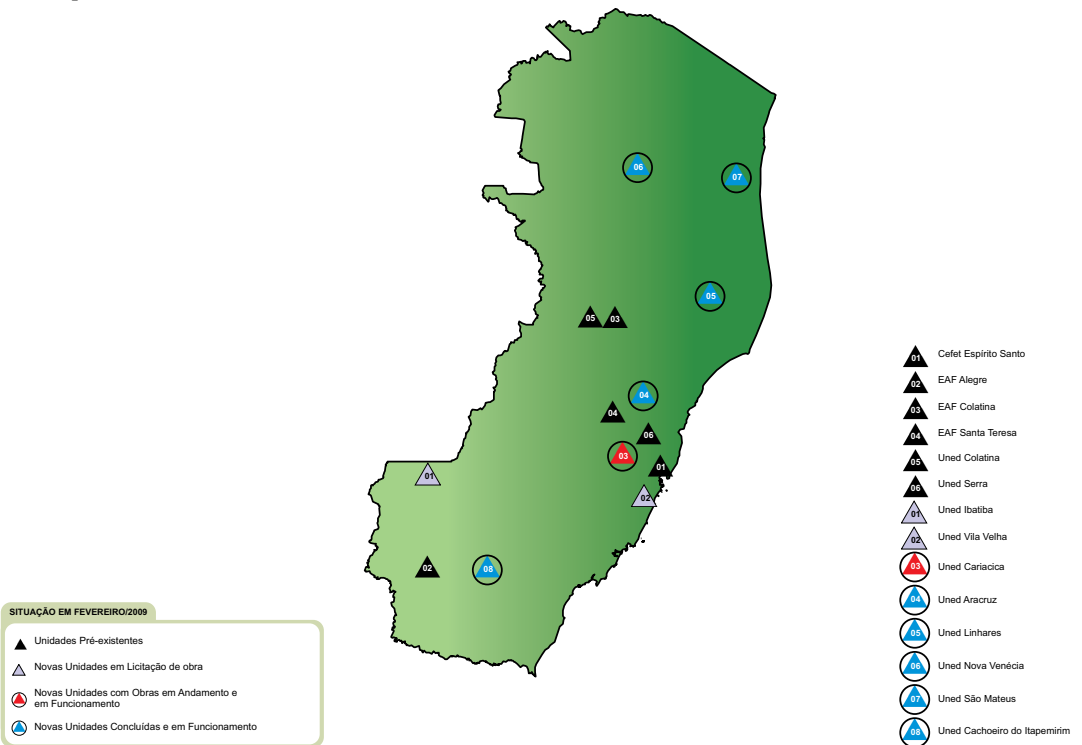 06
07
05
05
03
04
04
06
03
01
01
02
02
08
01 Cefet Espírito Santo
02 EAF Alegre
03 EAF Colatina
04 EAF Santa Teresa
05 Uned Colatina
06 Uned Serra
01 Uned Ibatiba
02 Uned Vila Velha
03 Uned Cariacica
04 Uned Aracruz
05 Uned Linhares
06 Uned Nova Venécia
07 Uned São Mateus
08 Uned Cachoeiro do Itapemirim
SITUAÇÃO EM FEVEREIRO/2009
Unidades Pré-existentes
Novas Unidades em Licitação de obra
Novas Unidades com Obras em Andamento e
em Funcionamento
Novas Unidades Concluídas e em Funcionamento